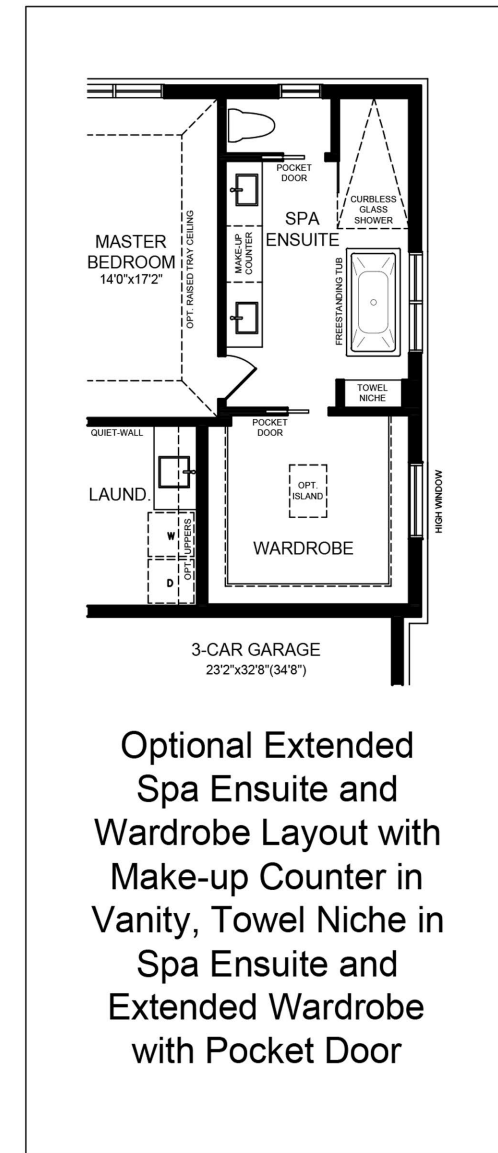 POCKET
DOOR
CURBLESS
GLASS
SHOWER
SPA
ENSUITE
MAKE-UP
COUNTER
MASTER
BEDROOM
14'0"x17'2"
OPT. RAISED TRAY CEILING
FREESTANDING TUB
TOWEL
NICHE
POCKET
DOOR
QUIET-WALL
LAUND.
W
D
OPT. UPPERS
OPT.
ISLAND
WARDROBE
HIGH WINDOW
3-CAR GARAGE
23'2"x32'8"(34'8")
Optional Extended
Spa Ensuite and
Wardrobe Layout with
Make-up Counter in
Vanity, Towel Niche in
Spa Ensuite and
Extended Wardrobe
with Pocket Door